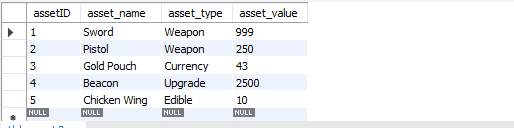 assetID asset_name asset_type asset_value
1 Sword Weapon 999
2 Pistol Weapon 250
3 Gold Pouch Currency 43
4 Beacon Upgrade 2500
5 Chicken Wing Edible 10
NULL NULL NULL NULL